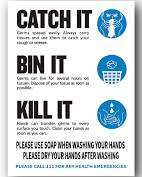 CATCH IT
Germs spread easily. Always carry
tissues and use them to catch your
cough or sneeze.
BIN IT
Germs can live for several hours on
tissues. Dispose of your tissue as soon as
possible.
KILL IT
Hands can transfer germs to every
surface you touch. Clean your hands as
soon as you can.
PLEASE USE SOAP WHEN WASHING YOUR HANDS
PLEASE DRY YOUR HANDS AFTER WASHING
PLEASE CALL 111 FOR ANY HEALTH EMERGENCIES